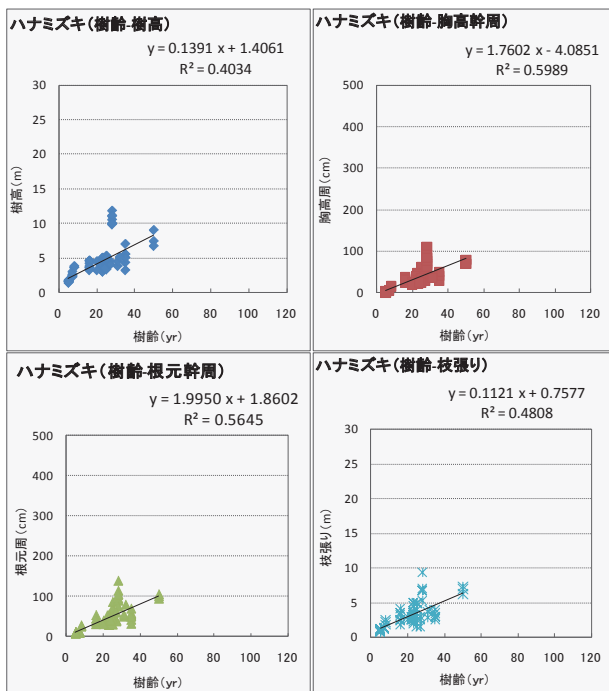 ハナミズキ(樹齢-樹高)
y = 0.1391 x + 1.4061
R² = 0.4034
30
25
20
15
10
5
0
樹高(m)
0 20 40 60 80 100 120
樹齢(yr)
ハナミズキ(樹齢-胸高幹周)
y = 1.7602 x - 4.0851
R² = 0.5989
500
400
300
200
100
0
胸高周(cm)
0 20 40 60 80 100 120
樹齢(yr)
ハナミズキ(樹齢-根元幹周)
y = 1.9950 x + 1.8602
R² = 0.5645
500
400
300
200
100
0
根元周(cm)
0 20 40 60 80 100 120
樹齢(yr)
ハナミズキ(樹齢-枝張り)
y = 0.1121 x + 0.7577
R² = 0.4808
30
25
20
15
10
5
0
枝張り(m)
0 20 40 60 80 100 120
樹齢(yr)